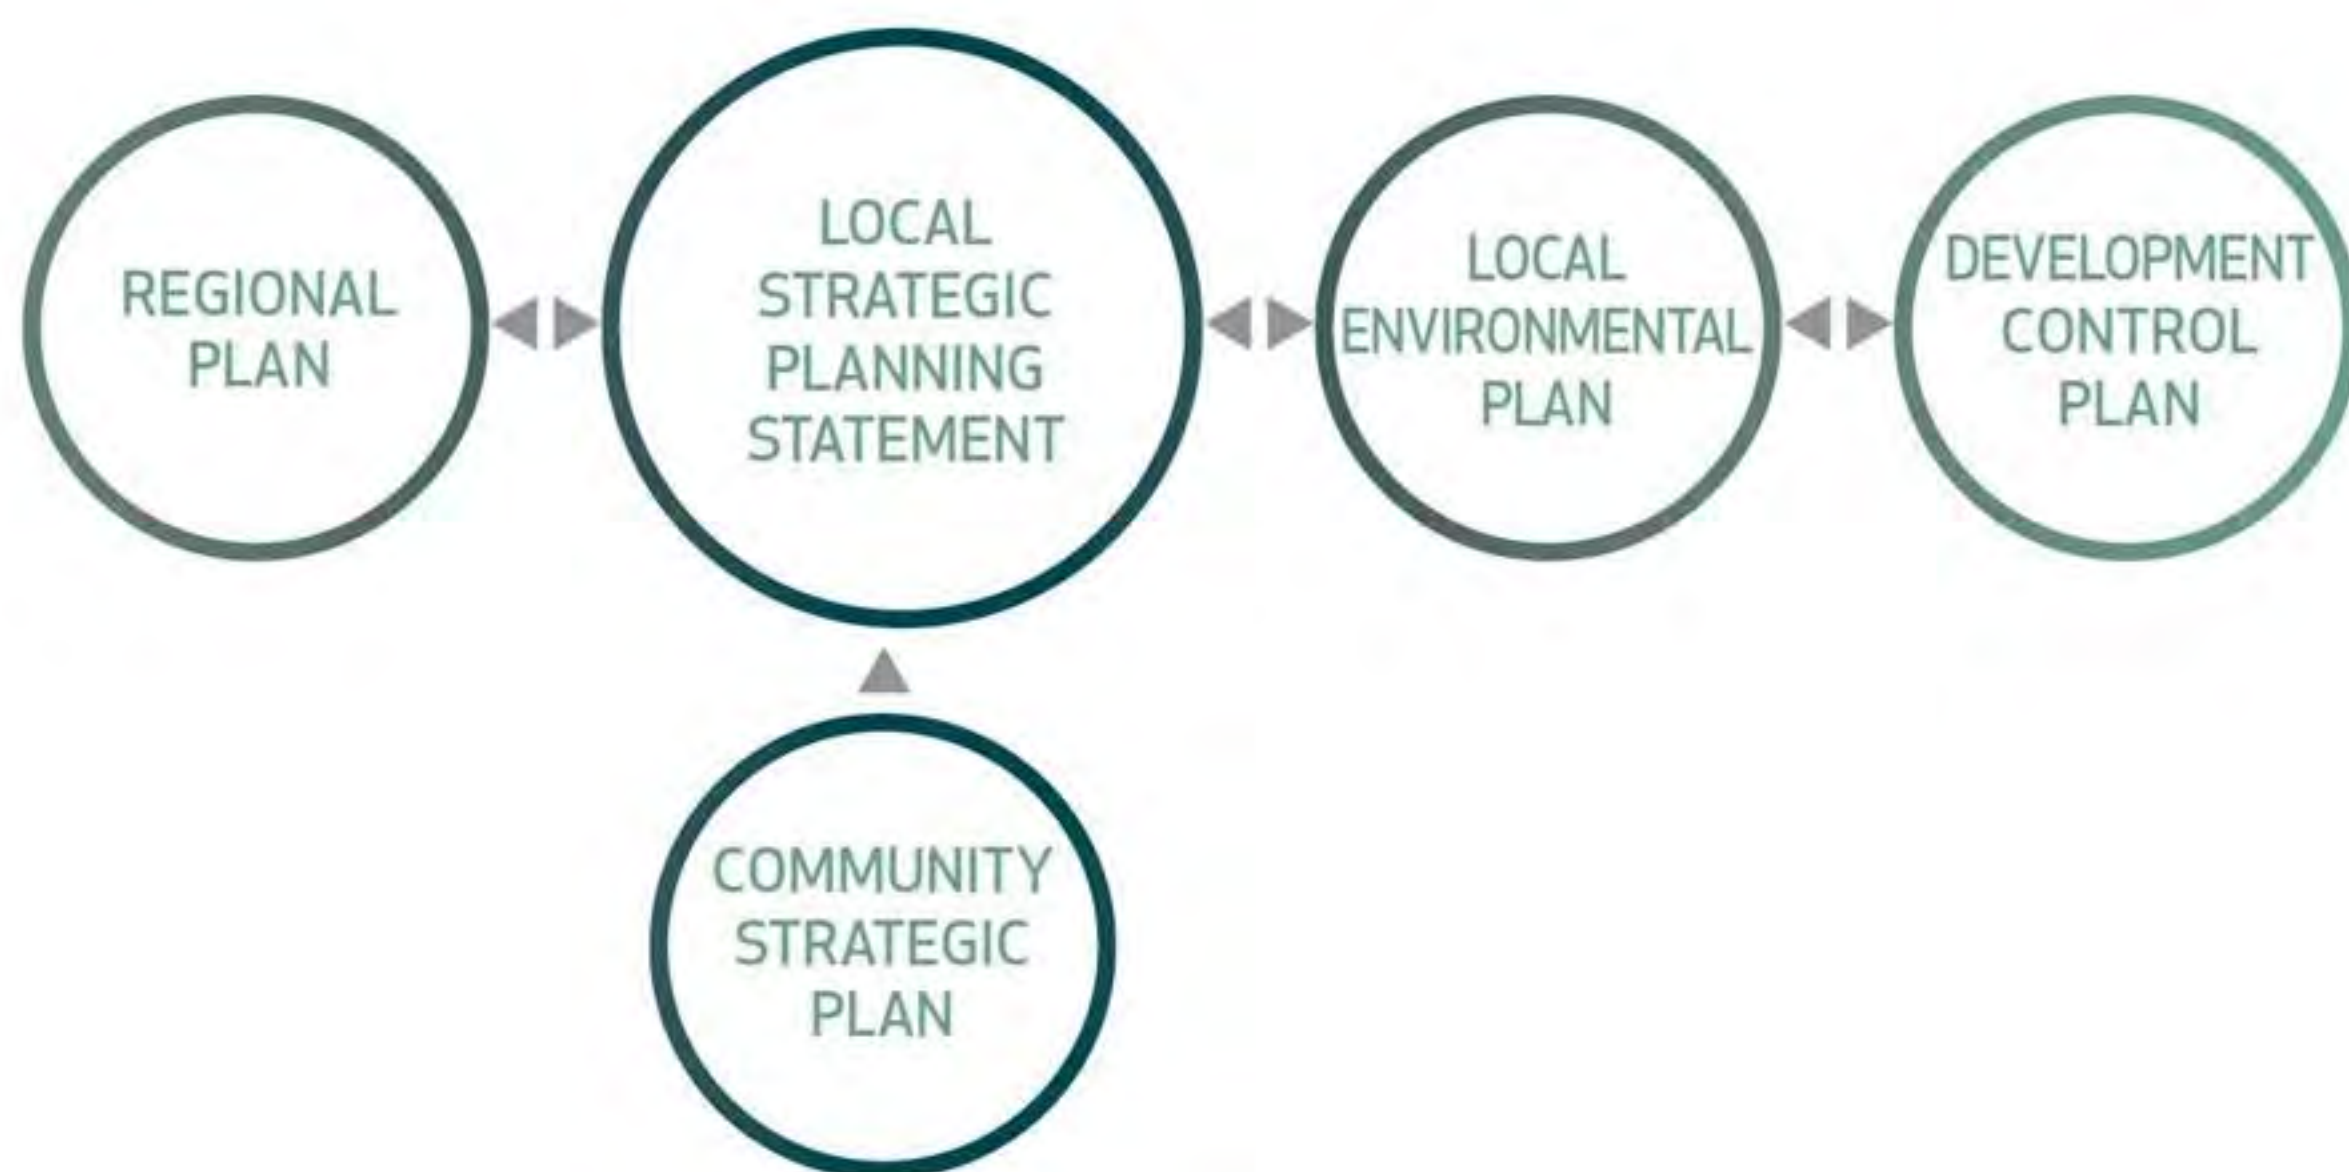 REGIONAL
PLAN
LOCAL
STRATEGIC
PLANNING
STATEMENT
LOCAL
ENVIRONMENTAL
PLAN
DEVELOPMENT
CONTROL
PLAN
COMMUNITY
STRATEGIC
PLAN